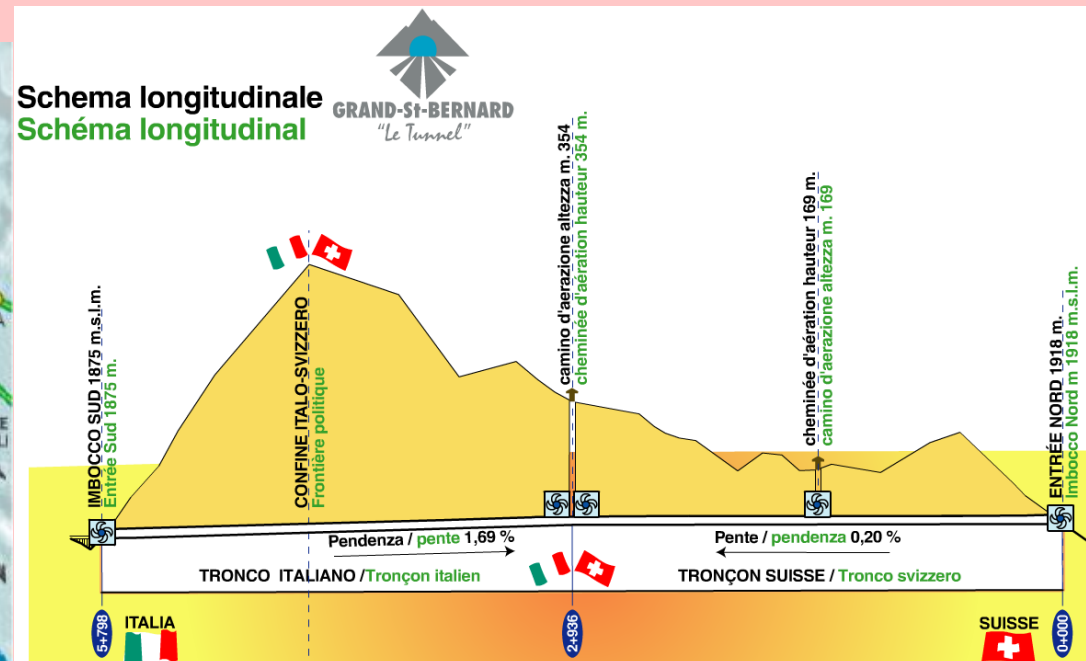 Schema longitudinale
Schéma longitudinal
GRAND-St-BERNARD
"Le Tunnel"
IMBOCCO SUD 1875 m.s.l.m.
Entrée Sud 1875 m.
CONFINE ITALO-SVIZZERO
Frontière politique
camino d'aerazione altezza m. 354
cheminée d'aération hauteur 354 m.
cheminée d'aération hauteur 169 m.
camino d'aerazione altezza m. 169
ENTRÉE NORD 1918 m.
Imbocco Nord m 1918 m.s.l.m.
Pendenza / pente 1,69 %
Pente / pendenza 0,20 %
TRONCO ITALIANO /Tronçon italien
TRONÇON SUISSE / Tronco svizzero
5+798
ITALIA
2+936
SUISSE
0+000